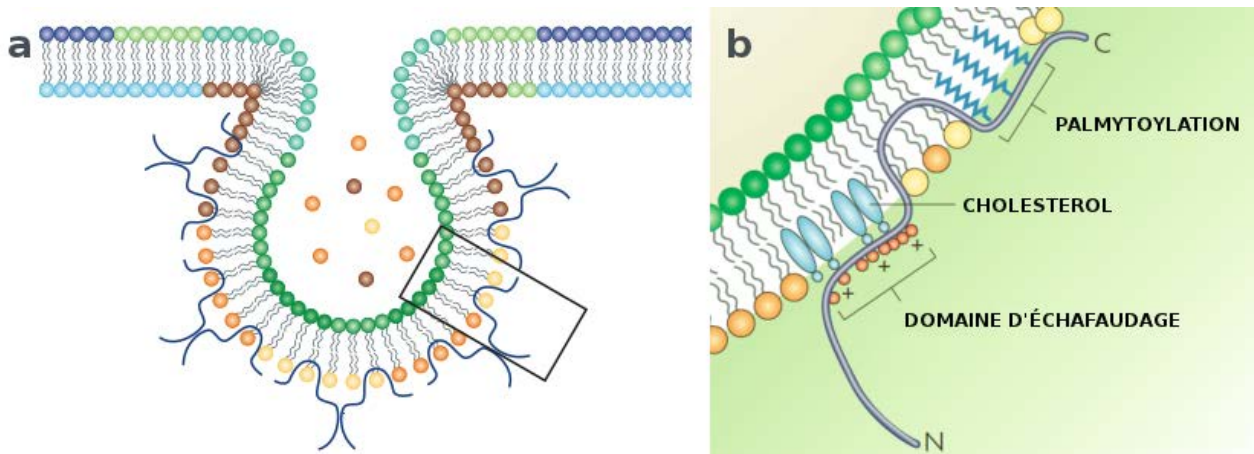 a
b
C
PALMYTOYLATION
CHOLESTEROL
+
+
+
DOMAINE D'ÉCHAFAUDAGE
N